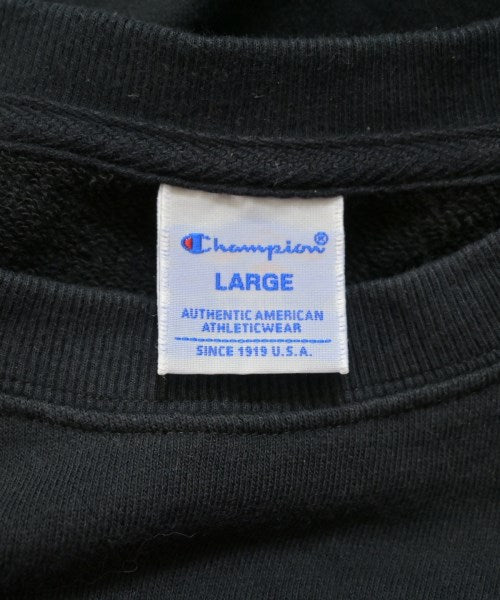 Champion®
LARGE
AUTHENTIC AMERICAN
ATHLETICWEAR
SINCE 1919 U.S.A.